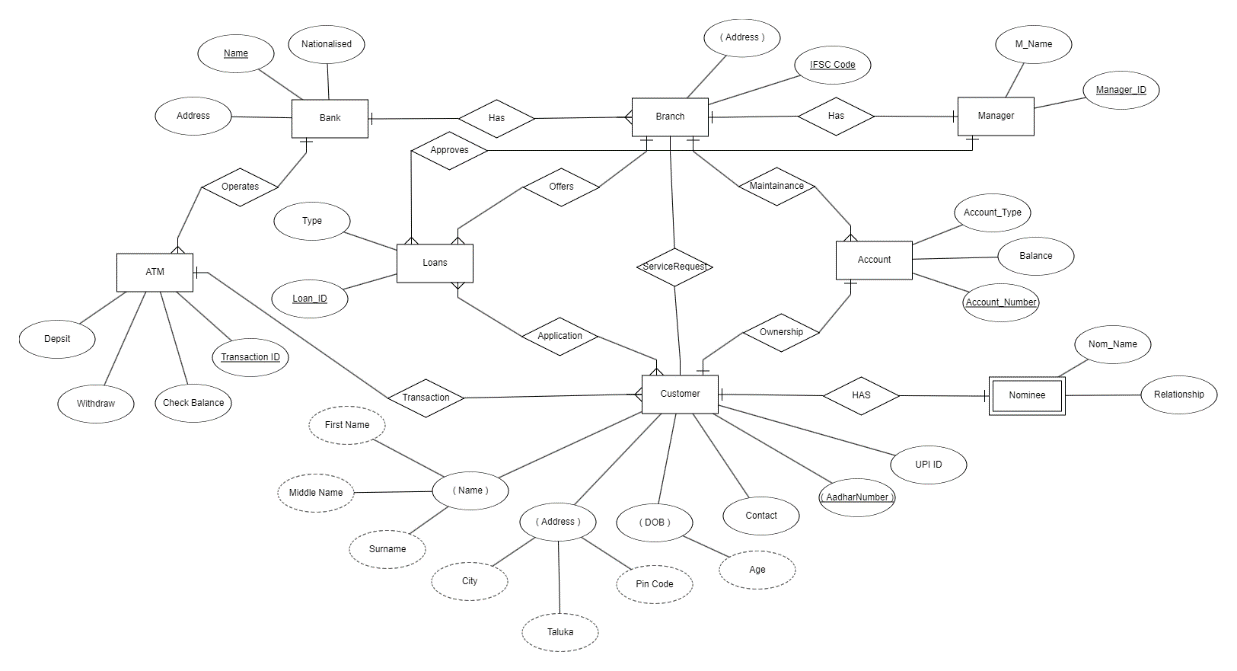 ( Address )
Name
Nationalised
M_Name
IFSC Code
Manager_ID
Address
Bank
Has
Branch
Has
Manager
Approves
Operates
Offers
Maintainance
Type
Account_Type
Loans
ServiceRequest
Account
Balance
ATM
Loan_ID
Account_Number
Depsit
Transaction ID
Application
Ownership
Nom_Name
Withdraw
Check Balance
Transaction
Customer
HAS
Nominee
Relationship
First Name
UPI ID
Middle Name
( Name )
( AadharNumber )
( Address )
( DOB )
Contact
Surname
City
Pin Code
Age
Taluka